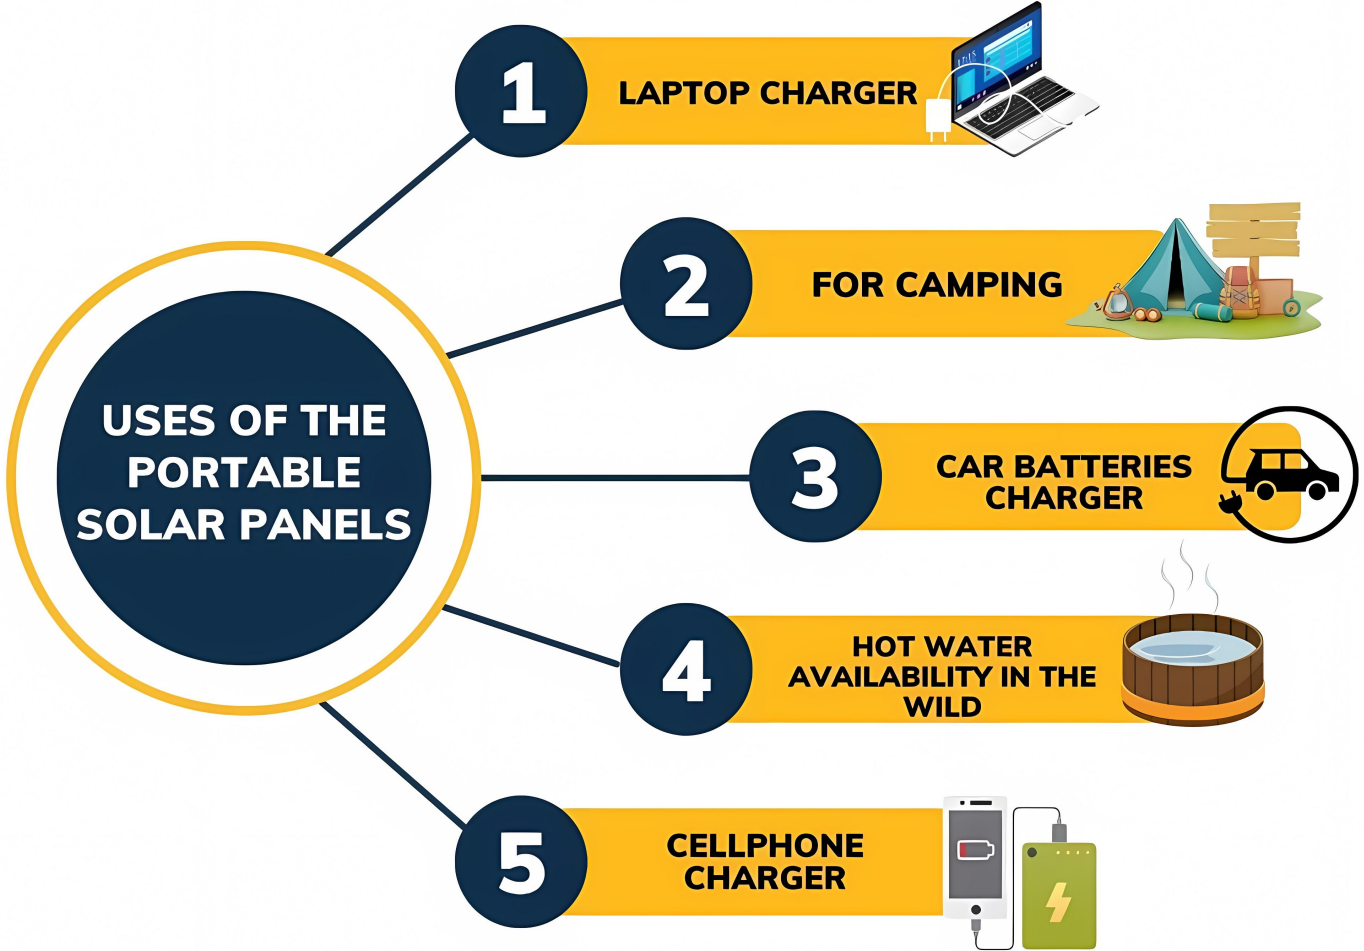 USES OF THE
PORTABLE
SOLAR PANELS
1
LAPTOP CHARGER
2
FOR CAMPING
3
CAR BATTERIES
CHARGER
4
HOT WATER
AVAILABILITY IN THE
WILD
5
CELLPHONE
CHARGER